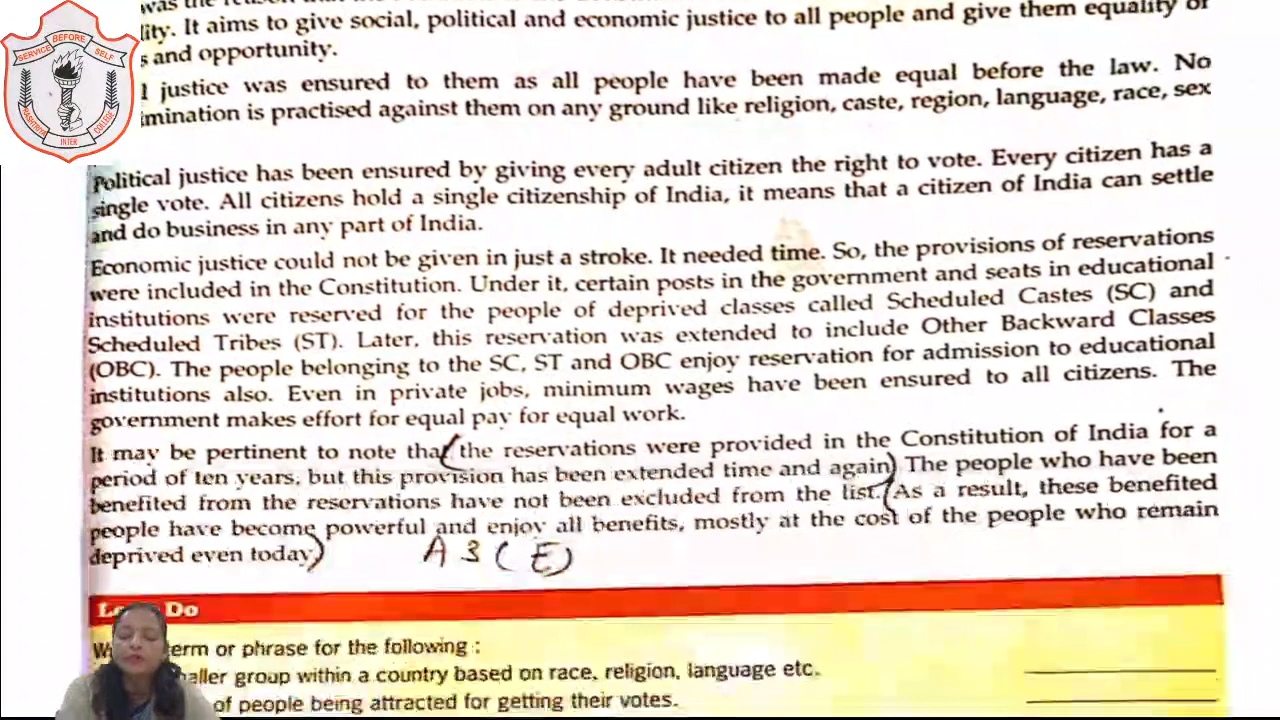 SERVICE BEFORE SELF
INTER COLLEGE
was the reason that the
lity. It aims to give social, political and economic justice to all people and give them equality of
s and opportunity.
l justice was ensured to them as all people have been made equal before the law. No
imination is practised against them on any ground like religion, caste, region, language, race, sex
Political justice has been ensured by giving every adult citizen the right to vote. Every citizen has a
single vote. All citizens hold a single citizenship of India, it means that a citizen of India can settle
and do business in any part of India.
Economic justice could not be given in just a stroke. It needed time. So, the provisions of reservations
were included in the Constitution. Under it, certain posts in the government and seats in educational
institutions were reserved for the people of deprived classes called Scheduled Castes (SC) and
Scheduled Tribes (ST). Later, this reservation was extended to include Other Backward Classes
(OBC). The people belonging to the SC, ST and OBC enjoy reservation for admission to educational
institutions also. Even in private jobs, minimum wages have been ensured to all citizens. The
government makes effort for equal pay for equal work.
It may be pertinent to note that the reservations were provided in the Constitution of India for a
period of ten years, but this provision has been extended time and again. The people who have been
benefited from the reservations have not been excluded from the list. As a result, these benefited
people have become powerful and enjoy all benefits, mostly at the cost of the people who remain
deprived even today.
A 3 (E)
Do
term or phrase for the following :
aller group within a country based on race, religion, language etc.
of people being attracted for getting their votes.